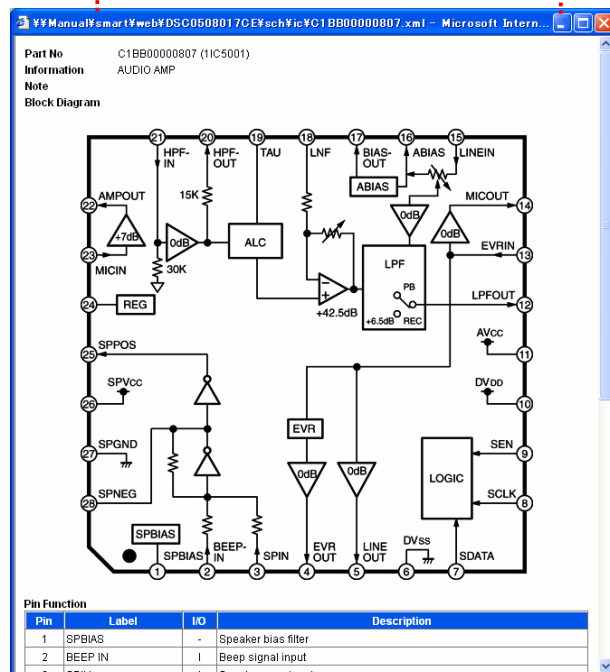 ¥¥Manual¥smart¥web¥DSC0508017CE¥sch¥ic¥C1BB00000807.xml - Microsoft Intern...
Part No C1BB00000807 (1IC5001)
Information AUDIO AMP
Note
Block Diagram
21 20 19 18 17 16 15
HPF-IN HPF-OUT TAU LNF BIAS-OUT ABIAS LINEIN
15K
ABIAS
22 AMPOUT
MICOUT 14
+7dB
0dB
ALC
0dB
0dB
23
EVRIN 13
MICIN
30K
LPF
PB
24 REG
+42.5dB
+6.5dB REC
LPFOUT 12
25 SPPOS
AVcc
11
SPVcc
26
DVDD
10
EVR
27 SPGND
SEN 9
28 SPNEG
0dB
0dB
LOGIC
SCLK 8
SPBIAS
SPBIAS
BEEP-IN
SPIN
EVR OUT
LINE OUT
DVss
SDATA
1 2 3 4 5 6 7
Pin Function
Pin Label I/O Description
1 SPBIAS - Speaker bias filter
2 BEEP IN I Beep signal input